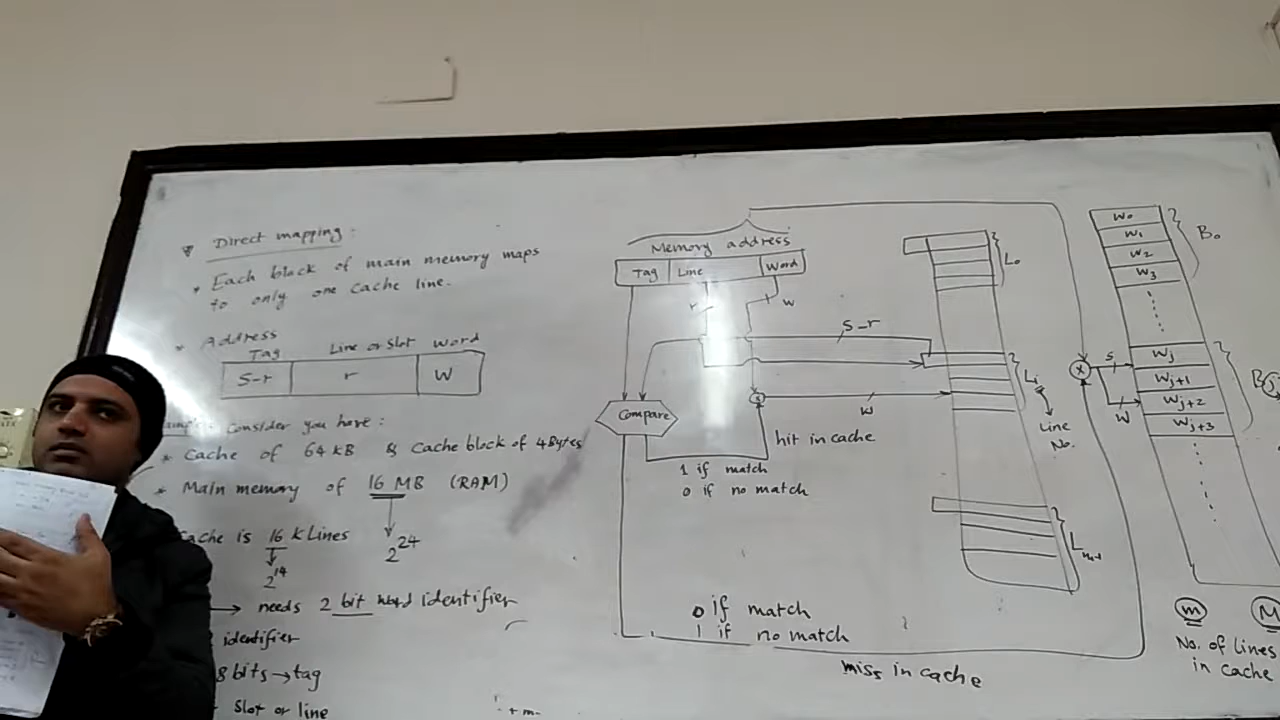 Direct mapping:
* Each block of main memory maps
to only one cache line.
* Address
Tag Line or Slot Word
s-r r W
Consider you have:
* Cache of 64 kB & Cache block of 4 Bytes
* Main memory of 16 MB (RAM)
2^24
Cache is 16 k Lines
2^14
→ needs 2 bit word identifier
identifier
8 bits → tag
Slot or line
Memory address
Tag Line Word
r w
s-r
Compare
w
hit in cache
1 if match
0 if no match
0 if match
1 if no match
miss in cache
L0
Li
Line
No.
x
s
w
W0
W1
W2
W3
B0
Wj
Wj+1
Wj+2
Wj+3
Bj
m
M
No. of lines
in cache